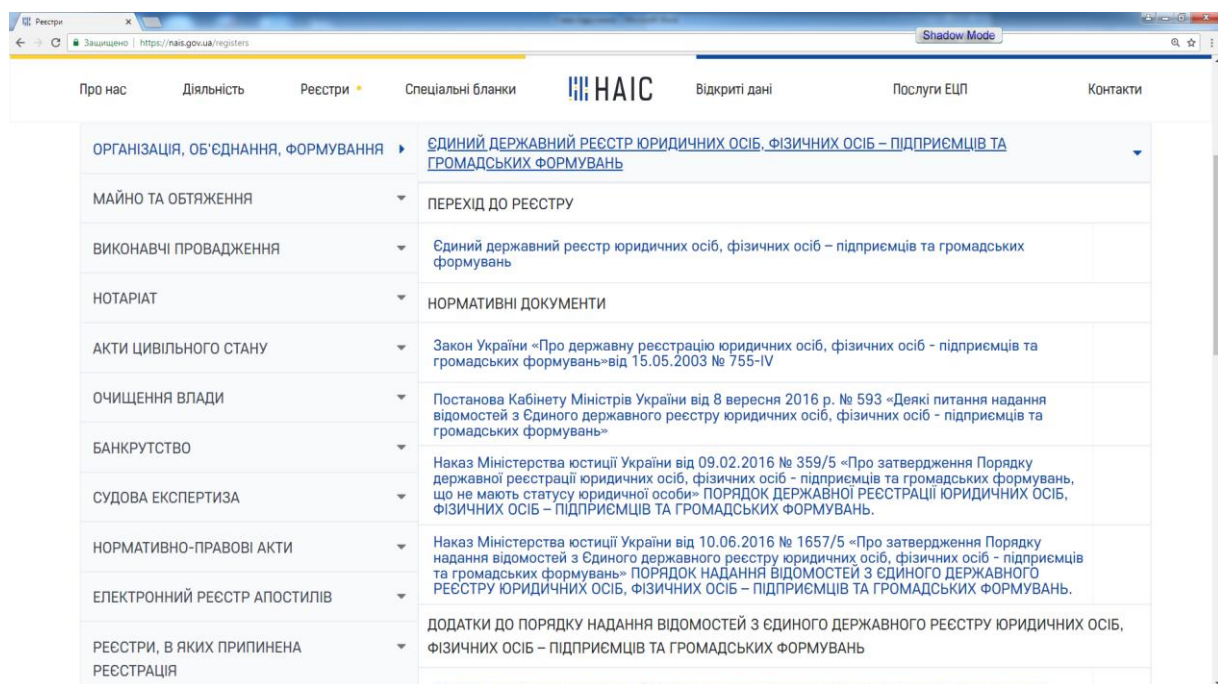 Реестри
Защищено | https://nais.gov.ua/registers
Shadow Mode
Про нас Діяльність Реєстри Спеціальні бланки НАІС Відкриті дані Послуги ЕЦП Контакти
ОРГАНІЗАЦІЯ, ОБ'ЄДНАННЯ, ФОРМУВАННЯ
МАЙНО ТА ОБТЯЖЕННЯ
ВИКОНАВЧІ ПРОВАДЖЕННЯ
НОТАРІАТ
АКТИ ЦИВІЛЬНОГО СТАНУ
ОЧИЩЕННЯ ВЛАДИ
БАНКРУТСТВО
СУДОВА ЕКСПЕРТИЗА
НОРМАТИВНО-ПРАВОВІ АКТИ
ЕЛЕКТРОННИЙ РЕЄСТР АПОСТИЛІВ
РЕЄСТРИ, В ЯКИХ ПРИПИНЕНА
РЕЄСТРАЦІЯ
ЄДИНИЙ ДЕРЖАВНИЙ РЕЄСТР ЮРИДИЧНИХ ОСІБ, ФІЗИЧНИХ ОСІБ – ПІДПРИЄМЦІВ ТА
ГРОМАДСЬКИХ ФОРМУВАНЬ
ПЕРЕХІД ДО РЕЄСТРУ
Єдиний державний реєстр юридичних осіб, фізичних осіб – підприємців та громадських
формувань
НОРМАТИВНІ ДОКУМЕНТИ
Закон України «Про державну реєстрацію юридичних осіб, фізичних осіб - підприємців та
громадських формувань»від 15.05.2003 № 755-IV
Постанова Кабінету Міністрів України від 8 вересня 2016 р. № 593 «Деякі питання надання
відомостей з Єдиного державного реєстру юридичних осіб, фізичних осіб - підприємців та
громадських формувань»
Наказ Міністерства юстиції України від 09.02.2016 № 359/5 «Про затвердження Порядку
державної реєстрації юридичних осіб, фізичних осіб - підприємців та громадських формувань,
що не мають статусу юридичної особи» ПОРЯДОК ДЕРЖАВНОЇ РЕЄСТРАЦІЇ ЮРИДИЧНИХ ОСІБ,
ФІЗИЧНИХ ОСІБ – ПІДПРИЄМЦІВ ТА ГРОМАДСЬКИХ ФОРМУВАНЬ.
Наказ Міністерства юстиції України від 10.06.2016 № 1657/5 «Про затвердження Порядку
надання відомостей з Єдиного державного реєстру юридичних осіб, фізичних осіб - підприємців
та громадських формувань» ПОРЯДОК НАДАННЯ ВІДОМОСТЕЙ З ЄДИНОГО ДЕРЖАВНОГО
РЕЄСТРУ ЮРИДИЧНИХ ОСІБ, ФІЗИЧНИХ ОСІБ – ПІДПРИЄМЦІВ ТА ГРОМАДСЬКИХ ФОРМУВАНЬ.
ДОДАТКИ ДО ПОРЯДКУ НАДАННЯ ВІДОМОСТЕЙ З ЄДИНОГО ДЕРЖАВНОГО РЕЄСТРУ ЮРИДИЧНИХ ОСІБ,
ФІЗИЧНИХ ОСІБ – ПІДПРИЄМЦІВ ТА ГРОМАДСЬКИХ ФОРМУВАНЬ